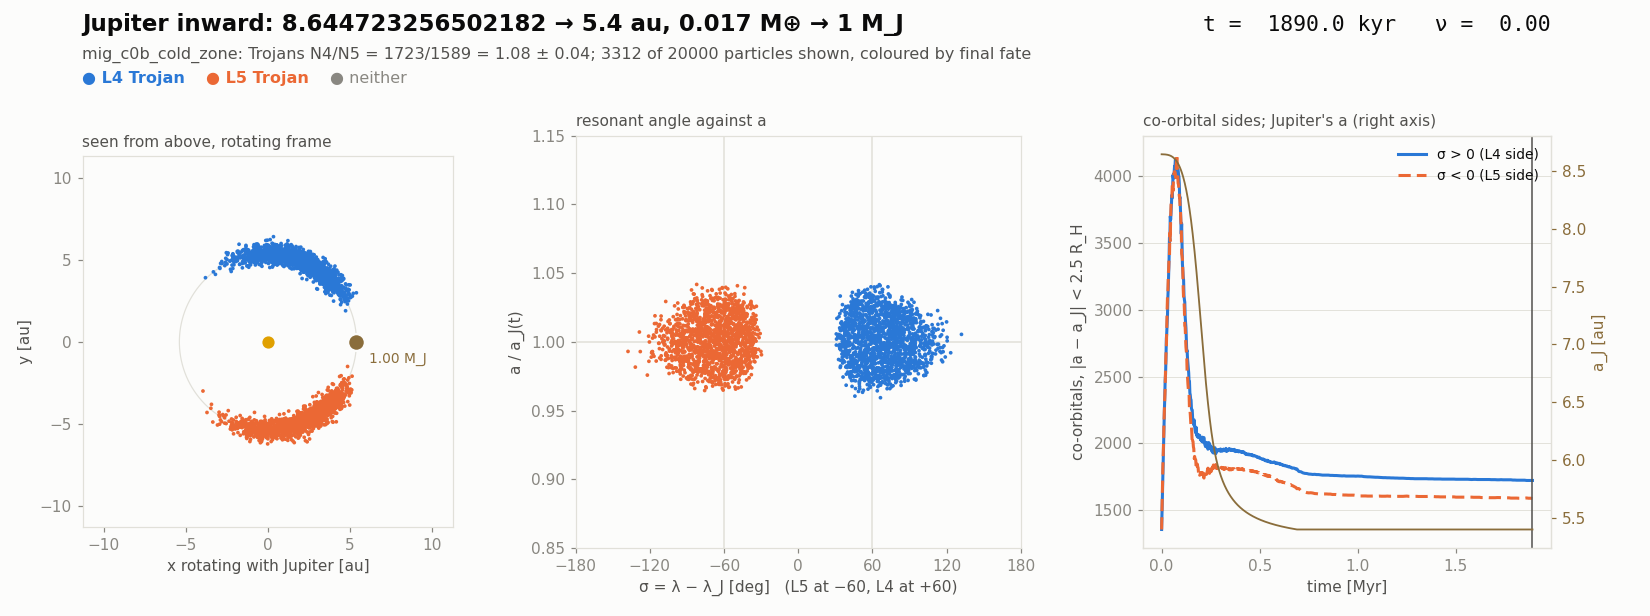 Jupiter inward: 8.644723256502182 → 5.4 au, 0.017 M⊕ → 1 M_J
t =  1890.0 kyr   ν =  0.00
mig_c0b_cold_zone: Trojans N4/N5 = 1723/1589 = 1.08 ± 0.04; 3312 of 20000 particles shown, coloured by final fate
L4 Trojan   L5 Trojan   neither
seen from above, rotating frame
10
5
0
−5
−10
y [au]
1.00 M_J
−10 −5 0 5 10
x rotating with Jupiter [au]
resonant angle against a
1.15
1.10
1.05
1.00
0.95
0.90
0.85
a / a_J(t)
−180 −120 −60 0 60 120 180
σ = λ − λ_J [deg]   (L5 at −60, L4 at +60)
co-orbital sides; Jupiter's a (right axis)
σ > 0 (L4 side)
σ < 0 (L5 side)
4000
3500
3000
2500
2000
1500
co-orbitals, |a − a_J| < 2.5 R_H
8.5
8.0
7.5
7.0
6.5
6.0
5.5
a_J [au]
0.0 0.5 1.0 1.5
time [Myr]